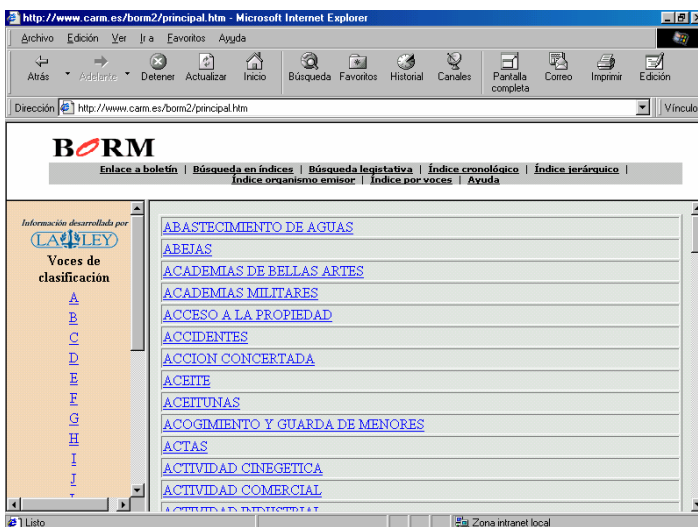 http://www.carm.es/borm2/principal.htm - Microsoft Internet Explorer
Archivo Edición Ver Ir a Favoritos Ayuda
Atrás Adelante Detener Actualizar Inicio Búsqueda Favoritos Historial Canales Pantalla completa Correo Imprimir Edición
Dirección http://www.carm.es/borm2/principal.htm Vínculo
BORM
Enlace a boletín | Búsqueda en índices | Búsqueda legistativa | Índice cronológico | Índice jerárquico |
Índice organismo emisor | Índice por voces | Ayuda
Información desarrollada por
LA LEY
Voces de
clasificación
A
B
C
D
E
F
G
H
I
J
ABASTECIMIENTO DE AGUAS
ABEJAS
ACADEMIAS DE BELLAS ARTES
ACADEMIAS MILITARES
ACCESO A LA PROPIEDAD
ACCIDENTES
ACCION CONCERTADA
ACEITE
ACEITUNAS
ACOGIMIENTO Y GUARDA DE MENORES
ACTAS
ACTIVIDAD CINEGETICA
ACTIVIDAD COMERCIAL
ACTIVIDAD INDUSTRIAL
Listo Zona intranet local